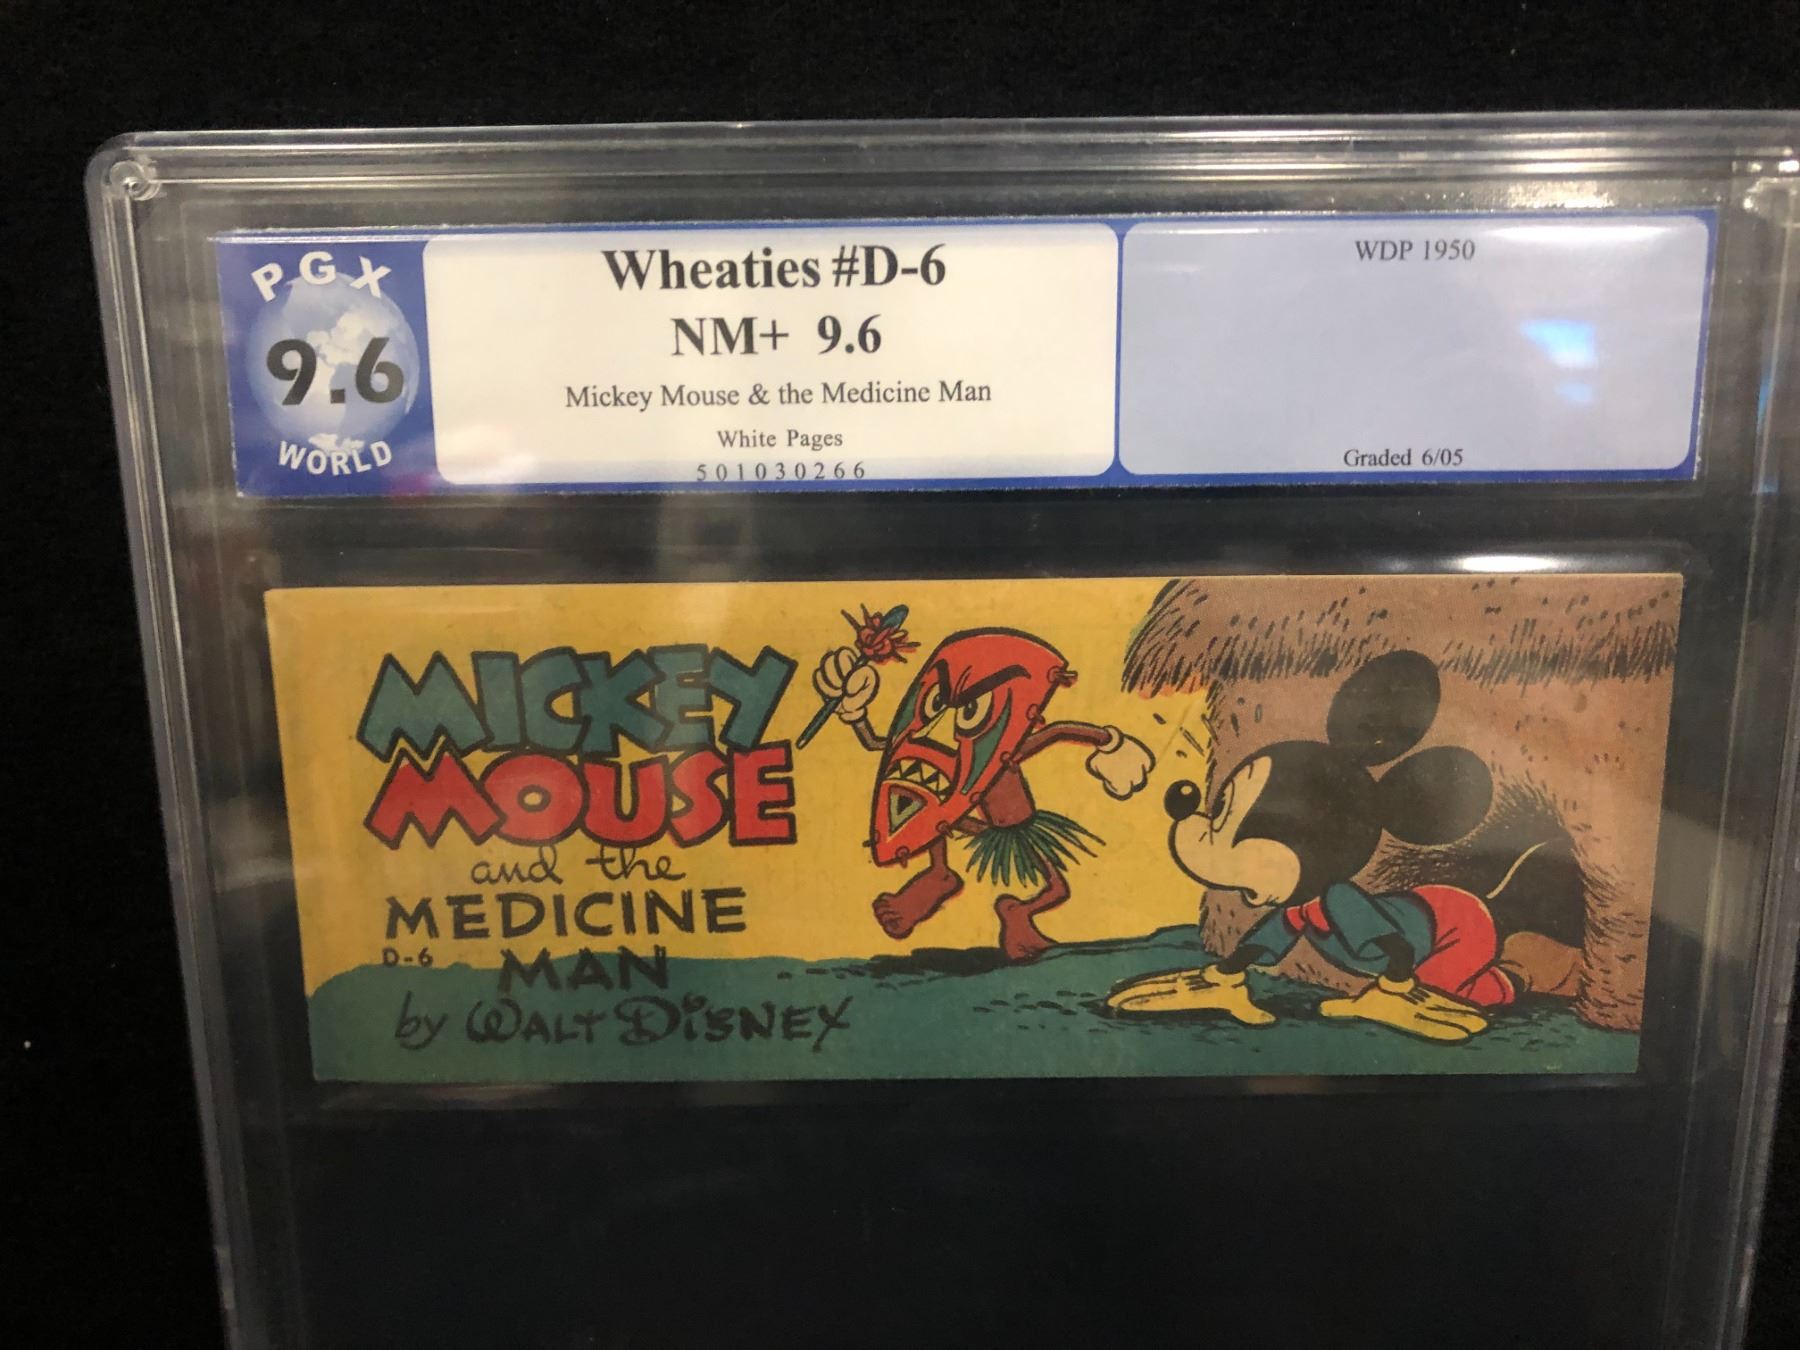 PGX
9.6
WORLD
Wheaties #D-6
NM+ 9.6
Mickey Mouse & the Medicine Man
White Pages
501030266
WDP 1950
Graded 6/05
MICKEY
MOUSE
and the
MEDICINE
D-6 MAN
by WALT DISNEY